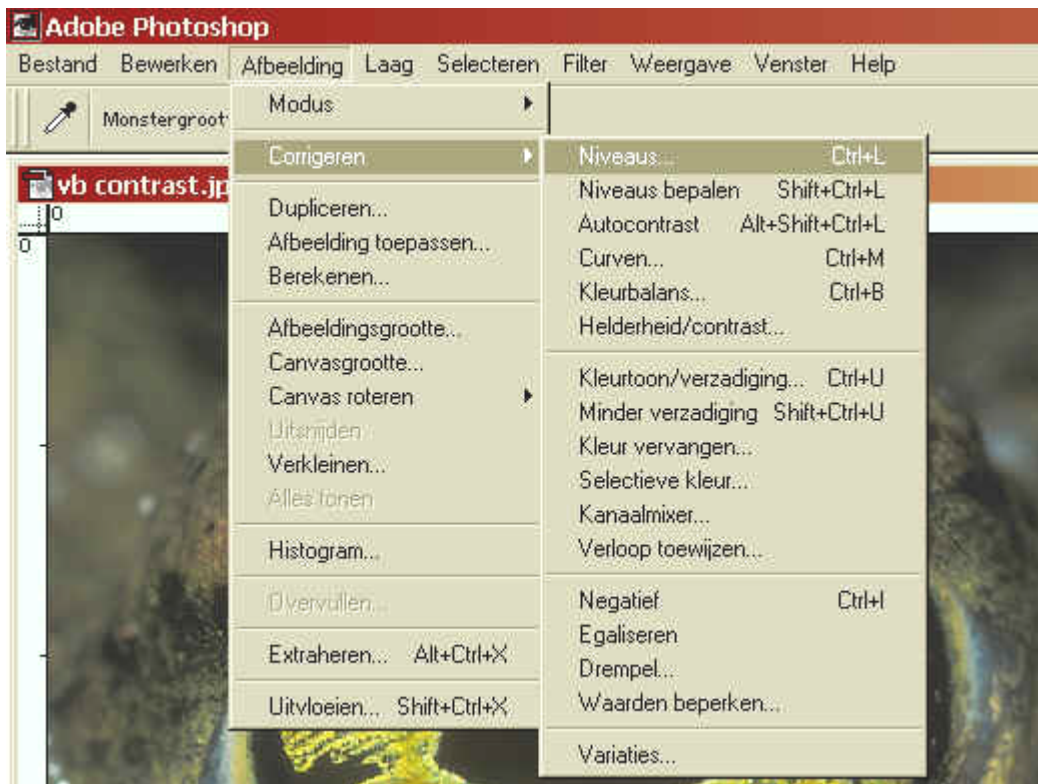 Adobe Photoshop
Bestand Bewerken Afbeelding Laag Selecteren Filter Weergave Venster Help
Monstergroot
vb contrast.jp
0
0
Modus
Corrigeren
Dupliceren...
Afbeelding toepassen...
Berekenen...
Afbeeldingsgrootte...
Canvasgrootte...
Canvas roteren
Uitsnijden
Verkleinen...
Alles tonen
Histogram...
Overvullen...
Extraheren... Alt+Ctrl+X
Uitvloeien... Shift+Ctrl+X
Niveaus... Ctrl+L
Niveaus bepalen Shift+Ctrl+L
Autocontrast Alt+Shift+Ctrl+L
Curven... Ctrl+M
Kleurbalans... Ctrl+B
Helderheid/contrast...
Kleurtoon/verzadiging... Ctrl+U
Minder verzadiging Shift+Ctrl+U
Kleur vervangen...
Selectieve kleur...
Kanaalmixer...
Verloop toewijzen...
Negatief Ctrl+I
Egaliseren
Drempel...
Waarden beperken...
Variaties...